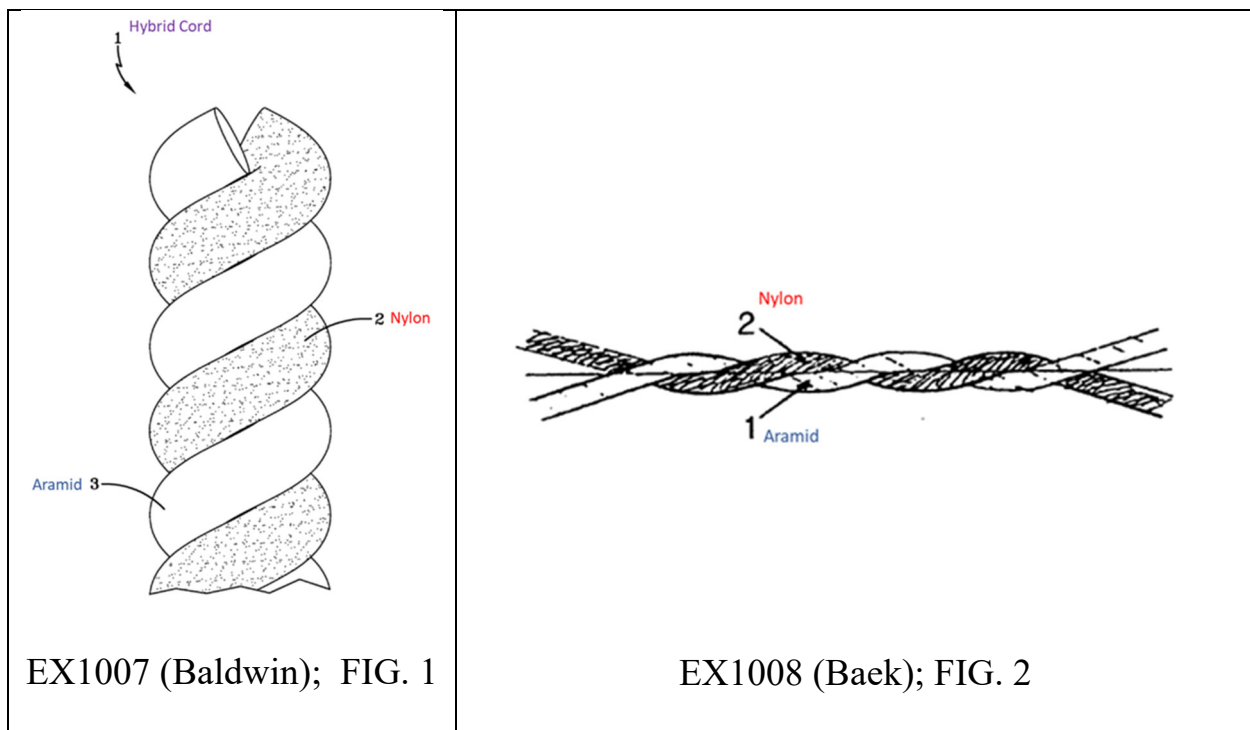 Hybrid Cord
1
2 Nylon
Aramid 3
EX1007 (Baldwin); FIG. 1
Nylon
2
1 Aramid
EX1008 (Baek); FIG. 2